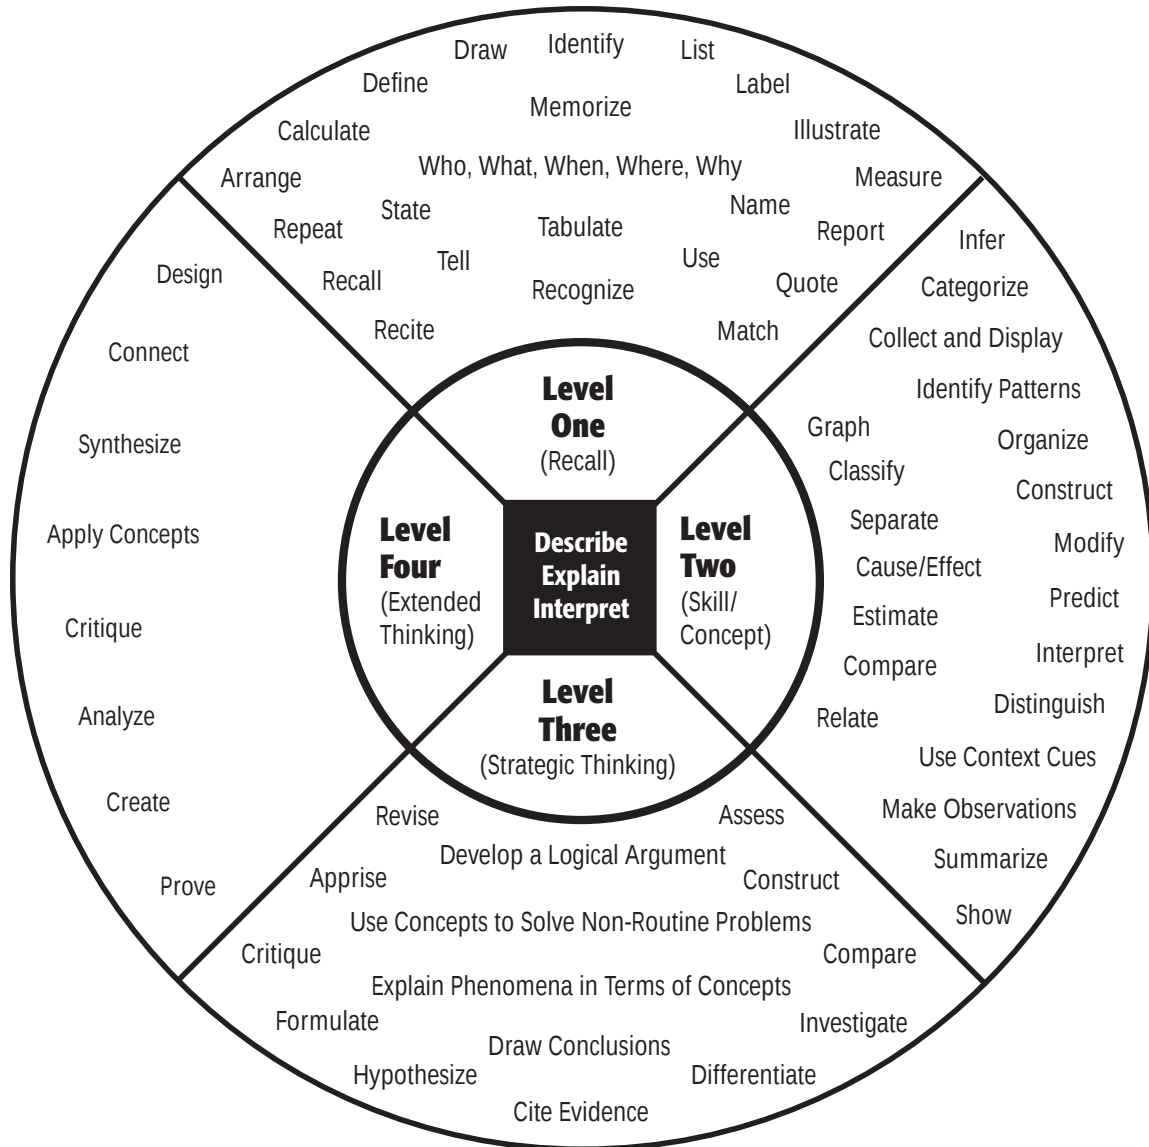 Draw
Identify
List
Define
Label
Memorize
Calculate
Illustrate
Who, What, When, Where, Why
Arrange
Measure
State
Name
Repeat
Tabulate
Report
Tell
Use
Recall
Recognize
Quote
Recite
Match
Level
One
(Recall)
Infer
Categorize
Collect and Display
Identify Patterns
Graph
Organize
Classify
Construct
Separate
Modify
Cause/Effect
Predict
Estimate
Interpret
Compare
Distinguish
Relate
Use Context Cues
Make Observations
Summarize
Show
Level
Two
(Skill/
Concept)
Describe
Explain
Interpret
Level
Three
(Strategic Thinking)
Revise
Assess
Develop a Logical Argument
Apprise
Construct
Use Concepts to Solve Non-Routine Problems
Critique
Compare
Explain Phenomena in Terms of Concepts
Formulate
Investigate
Draw Conclusions
Hypothesize
Differentiate
Cite Evidence
Level
Four
(Extended
Thinking)
Design
Connect
Synthesize
Apply Concepts
Critique
Analyze
Create
Prove